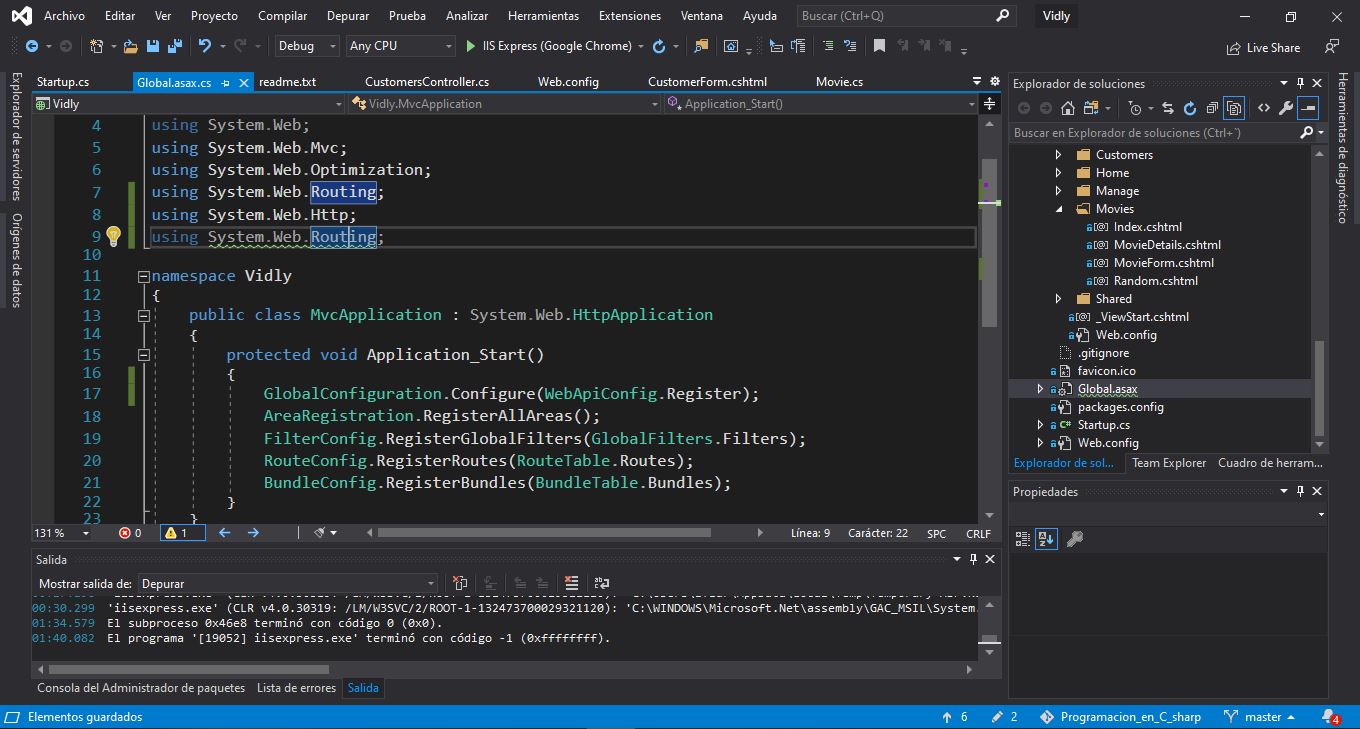 Archivo Editar Ver Proyecto Compilar Depurar Prueba Analizar Herramientas Extensiones Ventana Ayuda Buscar (Ctrl+Q) Vidly
Debug Any CPU IIS Express (Google Chrome) Live Share
Explorador de servidores
Orígenes de datos
Startup.cs Global.asax.cs readme.txt CustomersController.cs Web.config CustomerForm.cshtml Movie.cs
Vidly Vidly.MvcApplication Application_Start()
4 using System.Web;
5 using System.Web.Mvc;
6 using System.Web.Optimization;
7 using System.Web.Routing;
8 using System.Web.Http;
9 using System.Web.Routing;
10
11 namespace Vidly
12 {
13 public class MvcApplication : System.Web.HttpApplication
14 {
15 protected void Application_Start()
16 {
17 GlobalConfiguration.Configure(WebApiConfig.Register);
18 AreaRegistration.RegisterAllAreas();
19 FilterConfig.RegisterGlobalFilters(GlobalFilters.Filters);
20 RouteConfig.RegisterRoutes(RouteTable.Routes);
21 BundleConfig.RegisterBundles(BundleTable.Bundles);
22 }
23 }
131 % 0 1 Línea: 9 Carácter: 22 SPC CRLF
Salida
Mostrar salida de: Depurar
00:30.299 'iisexpress.exe' (CLR v4.0.30319: /LM/W3SVC/2/ROOT-1-132473700029321120): 'C:\WINDOWS\Microsoft.Net\assembly\GAC_MSIL\System.
01:34.579 El subproceso 0x46e8 terminó con código 0 (0x0).
01:40.082 El programa '[19052] iisexpress.exe' terminó con código -1 (0xffffffff).
Consola del Administrador de paquetes Lista de errores Salida
Explorador de soluciones
Buscar en Explorador de soluciones (Ctrl+´)
Customers
Home
Manage
Movies
Index.cshtml
MovieDetails.cshtml
MovieForm.cshtml
Random.cshtml
Shared
_ViewStart.cshtml
Web.config
.gitignore
favicon.ico
Global.asax
packages.config
Startup.cs
Web.config
Explorador de sol... Team Explorer Cuadro de herram...
Propiedades
Herramientas de diagnóstico
Elementos guardados 6 2 Programacion_en_C_sharp master 4